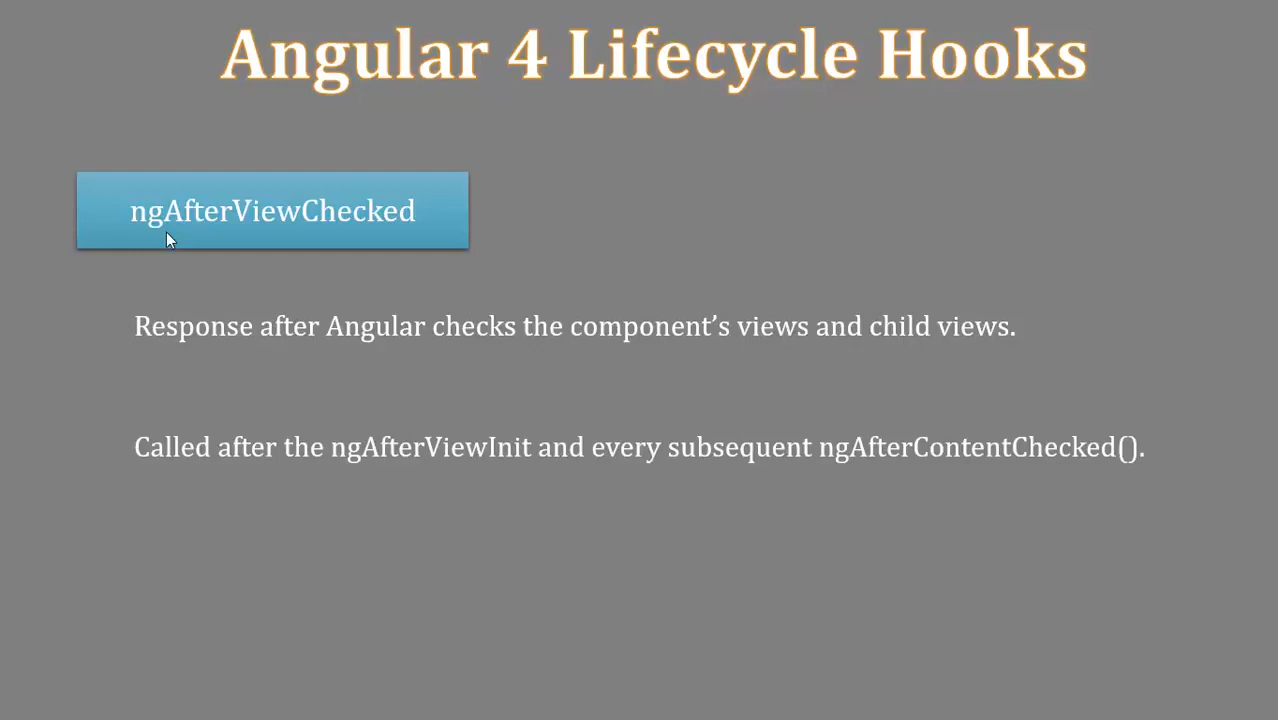 Angular 4 Lifecycle Hooks
ngAfterViewChecked
Response after Angular checks the component’s views and child views.
Called after the ngAfterViewInit and every subsequent ngAfterContentChecked().